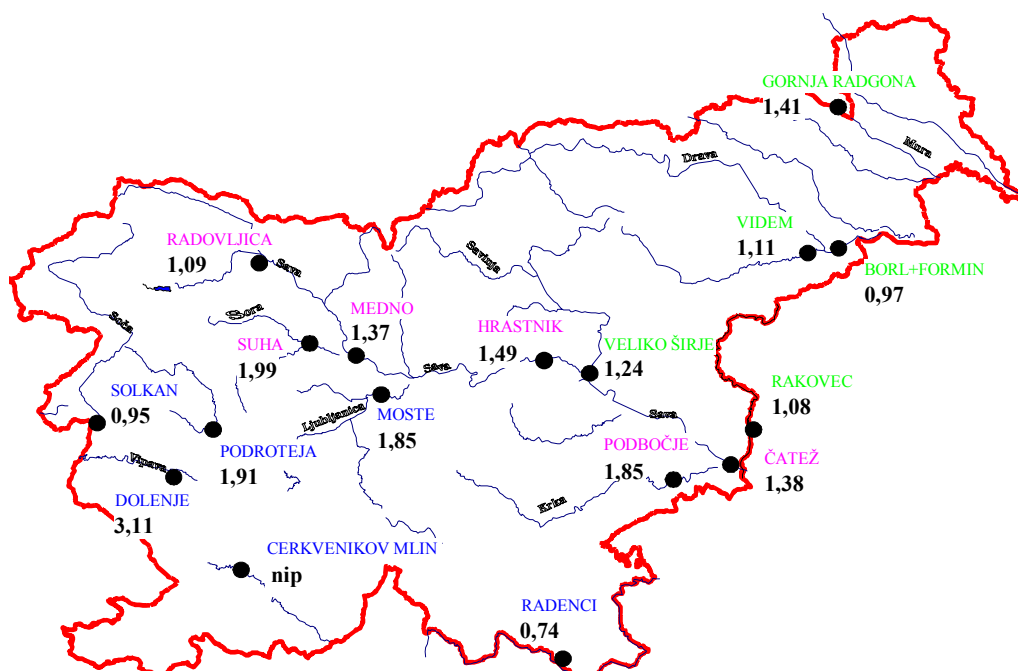 GORNJA RADGONA
1,41
Mura
Drava
VIDEM
1,11
BORL+FORMIN
0,97
RADOVLJICA
1,09
Sava
Savinja
Soča
Sora
SUHA
1,99
MEDNO
1,37
HRASTNIK
1,49
VELIKO ŠIRJE
1,24
Sava
Sava
SOLKAN
0,95
Ljubljanica
MOSTE
1,85
RAKOVEC
1,08
PODROTEJA
1,91
PODBOČJE
1,85
ČATEŽ
1,38
Vipava
DOLENJE
3,11
Krka
CERKVENIKOV MLIN
nip
RADENCI
0,74